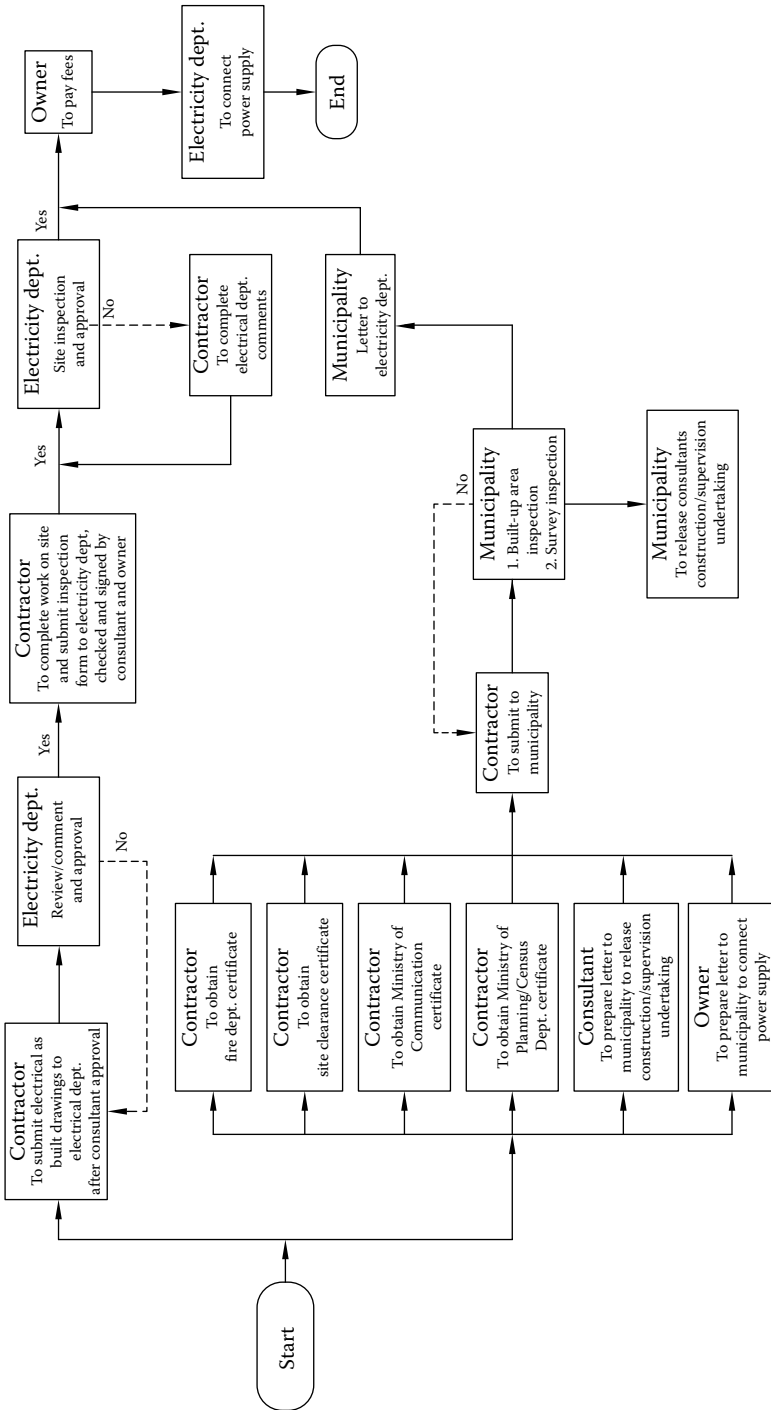 Start
Contractor
To submit electrical as
built drawings to
electrical dept.
after consultant approval
Electricity dept.
Review/comment
and approval
No
Yes
Contractor
To complete work on site
and submit inspection
form to electricity dept,
checked and signed by
consultant and owner
Yes
Electricity dept.
Site inspection
and approval
No
Yes
Contractor
To complete
electrical dept.
comments
Owner
To pay fees
Electricity dept.
To connect
power supply
End
Contractor
To obtain
fire dept. certificate
Contractor
To obtain
site clearance certificate
Contractor
To obtain Ministry of
Communication
certificate
Contractor
To obtain Ministry of
Planning/Census
Dept. certificate
Consultant
To prepare letter to
municipality to release
construction/supervision
undertaking
Owner
To prepare letter to
municipality to connect
power supply
Contractor
To submit to
municipality
No
Municipality
1. Built-up area
inspection
2. Survey inspection
Municipality
Letter to
electricity dept.
Municipality
To release consultants
construction/supervision
undertaking